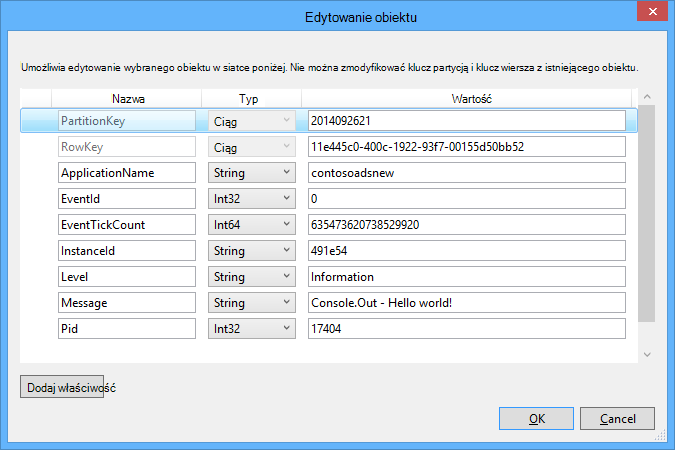 Edytowanie obiektu
Umożliwia edytowanie wybranego obiektu w siatce poniżej. Nie można zmodyfikować klucz partycją i klucz wiersza z istniejącego obiektu.
Nazwa Typ Wartość
PartitionKey Ciąg 2014092621
RowKey Ciąg 11e445c0-400c-1922-93f7-00155d50bb52
ApplicationName String contosoadsnew
EventId Int32 0
EventTickCount Int64 635473620738529920
InstanceId String 491e54
Level String Information
Message String Console.Out - Hello world!
Pid Int32 17404
Dodaj właściwość
OK Cancel